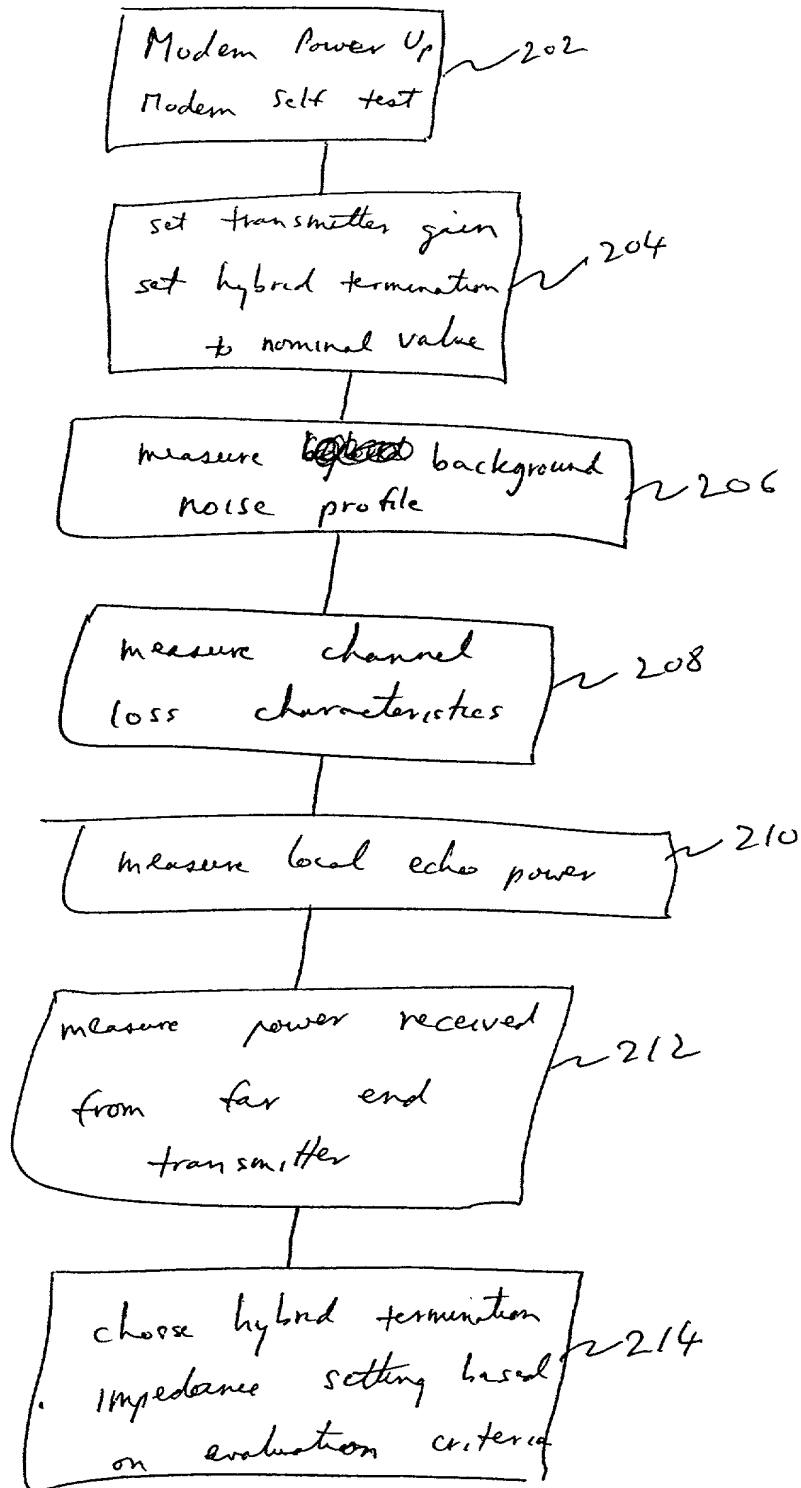 Modem Power Up
202
Modem Self test
set transmitter gain
204
set hybrid termination
to nominal value
measure background
206
noise profile
measure channel
208
loss characteristics
210
measure local echo power
measure power received
212
from far end
transmitter
choose hybrid termination
214
impedance setting based
on evaluation criteria